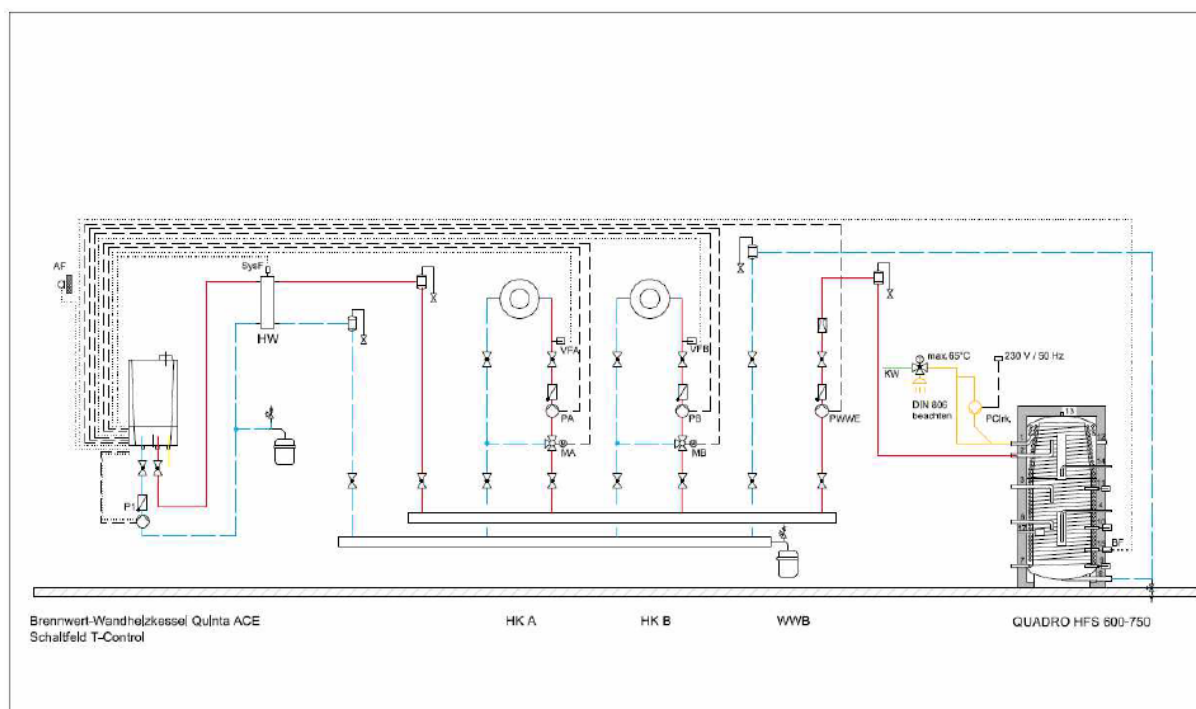 AF
SysF
HW
P1
VFA
PA
MA
VFB
PB
MB
PWWE
KW
max.65°C
230 V / 50 Hz
DIN 806
beachten
PCirk.
13
BF
Brennwert-Wandheizkessel Quinta ACE
Schaltfeld T-Control
HK A
HK B
WWB
QUADRO HFS 600-750